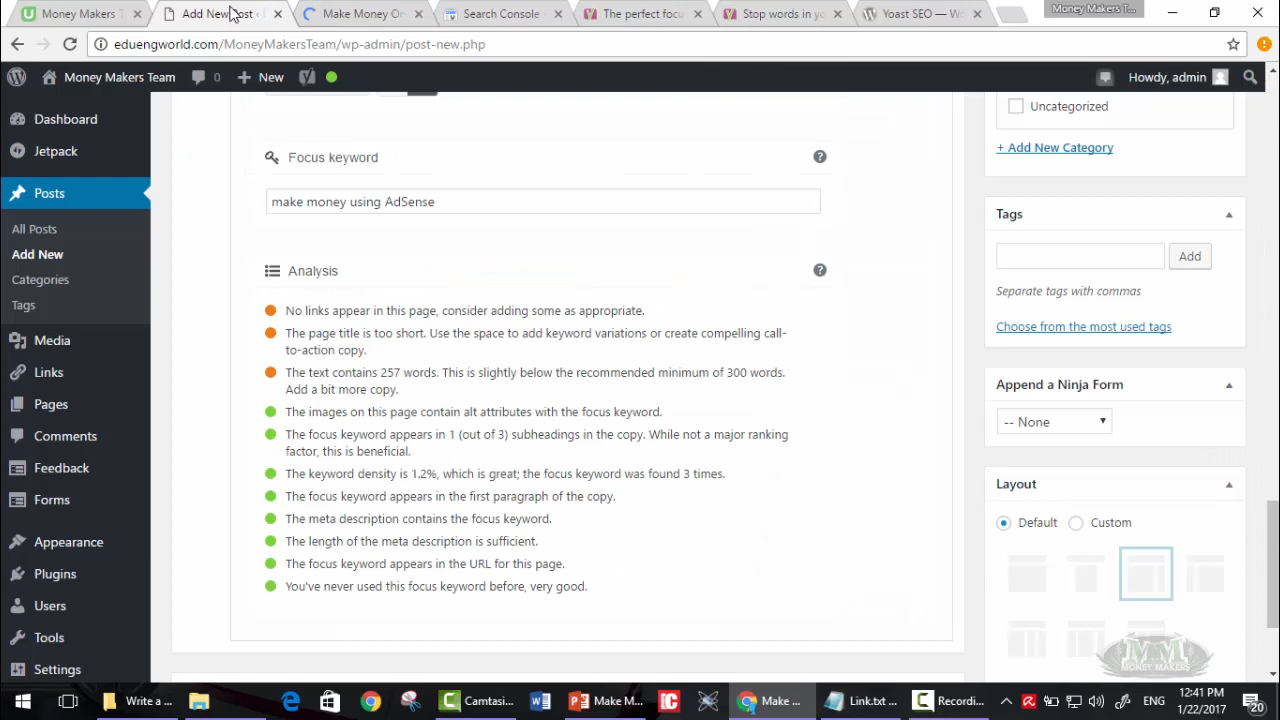 Money Makers T
Add New Post ‹
Make Money On
Search Console
The perfect focu
Stop words in yo
Yoast SEO — Wo
Money Makers T...
eduengworld.com/MoneyMakersTeam/wp-admin/post-new.php
Money Makers Team
0
New
Howdy, admin
Dashboard
Jetpack
Posts
All Posts
Add New
Categories
Tags
Media
Links
Pages
Comments
Feedback
Forms
Appearance
Plugins
Users
Tools
Settings
Focus keyword
make money using AdSense
Analysis
No links appear in this page, consider adding some as appropriate.
The page title is too short. Use the space to add keyword variations or create compelling call-
to-action copy.
The text contains 257 words. This is slightly below the recommended minimum of 300 words.
Add a bit more copy.
The images on this page contain alt attributes with the focus keyword.
The focus keyword appears in 1 (out of 3) subheadings in the copy. While not a major ranking
factor, this is beneficial.
The keyword density is 1.2%, which is great; the focus keyword was found 3 times.
The focus keyword appears in the first paragraph of the copy.
The meta description contains the focus keyword.
The length of the meta description is sufficient.
The focus keyword appears in the URL for this page.
You've never used this focus keyword before, very good.
Uncategorized
+ Add New Category
Tags
Add
Separate tags with commas
Choose from the most used tags
Append a Ninja Form
-- None
Layout
Default
Custom
MM
MONEY MAKERS
Write a ...
Camtasi...
Make M...
Make ...
Link.txt ...
Recordi...
ENG
12:41 PM
1/22/2017
20